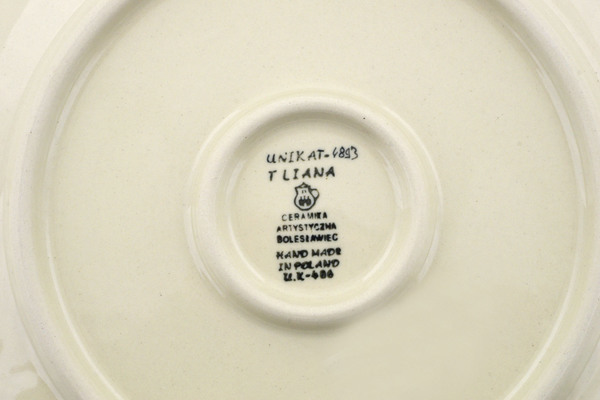 UNIKAT-4893
T LIANA
CERAMIKA
ARTYSTYCZNA
BOLESŁAWIEC
HAND MADE
IN POLAND
U.K-486